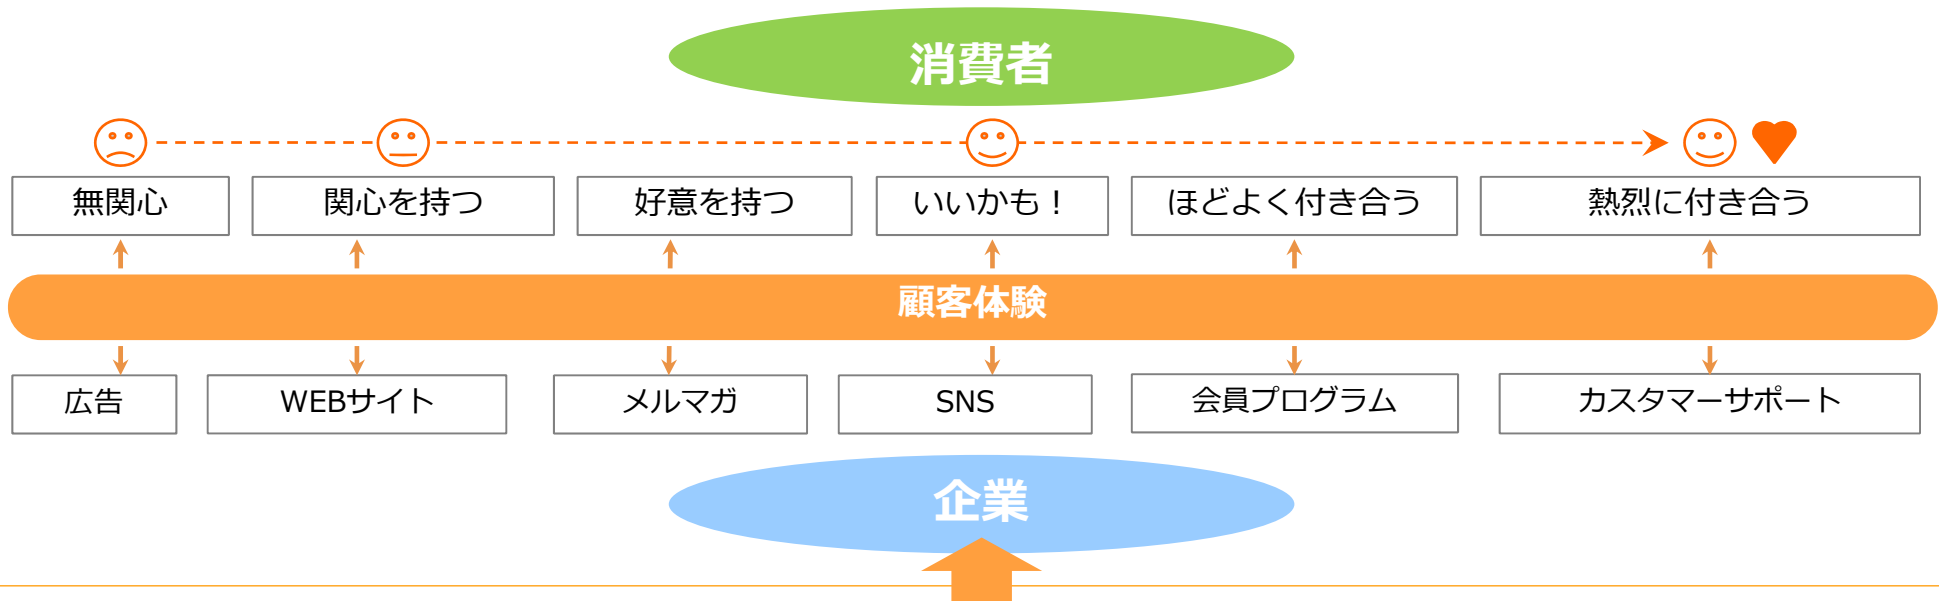 消費者
無関心
関心を持つ
好意を持つ
いいかも！
ほどよく付き合う
熱烈に付き合う
顧客体験
広告
WEBサイト
メルマガ
SNS
会員プログラム
カスタマーサポート
企業